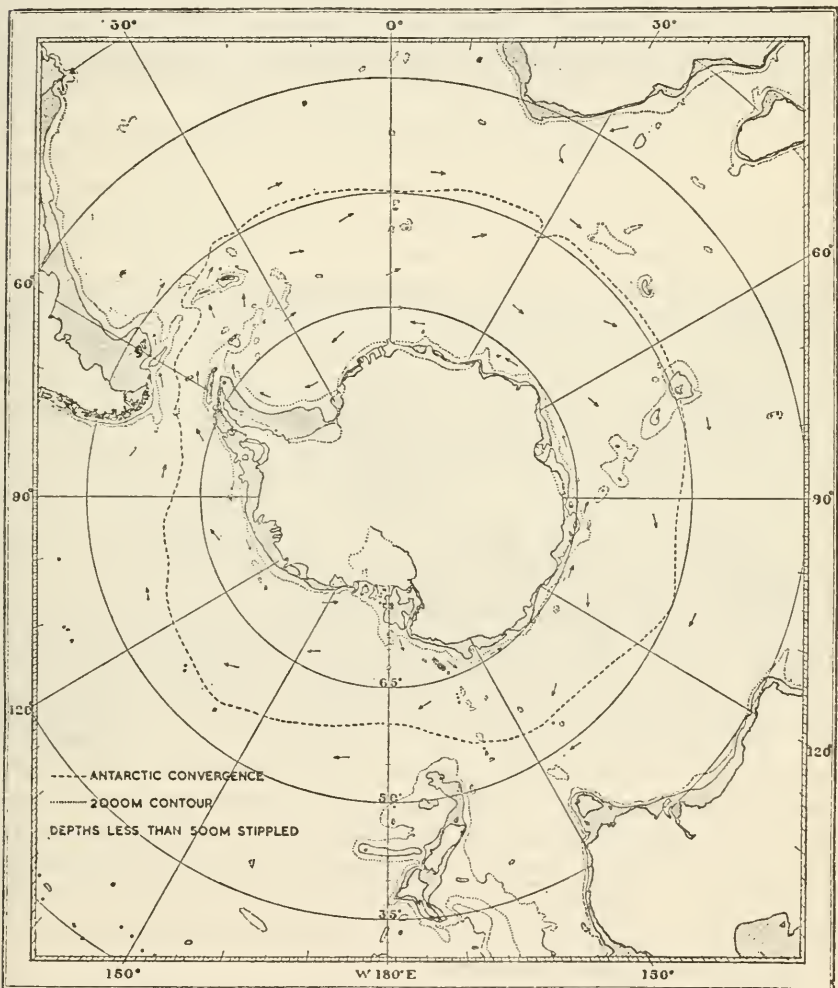 30° 0° 30°
60° 60°
90° 90°
120° 120°
65°
---- ANTARCTIC CONVERGENCE
50°
........ 2000M CONTOUR
DEPTHS LESS THAN 500M STIPPLED
35°
150° W 180° E 130°